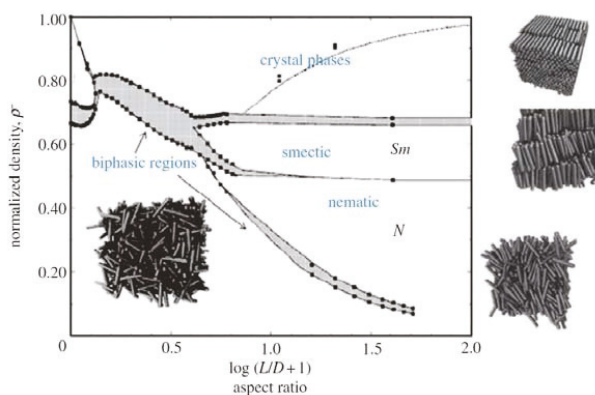 1.00
0.80
0.60
0.40
0.20
normalized density, ρ*
crystal phases
smectic
Sm
biphasic regions
nematic
N
0
0.5
1.0
1.5
2.0
log (L/D + 1)
aspect ratio